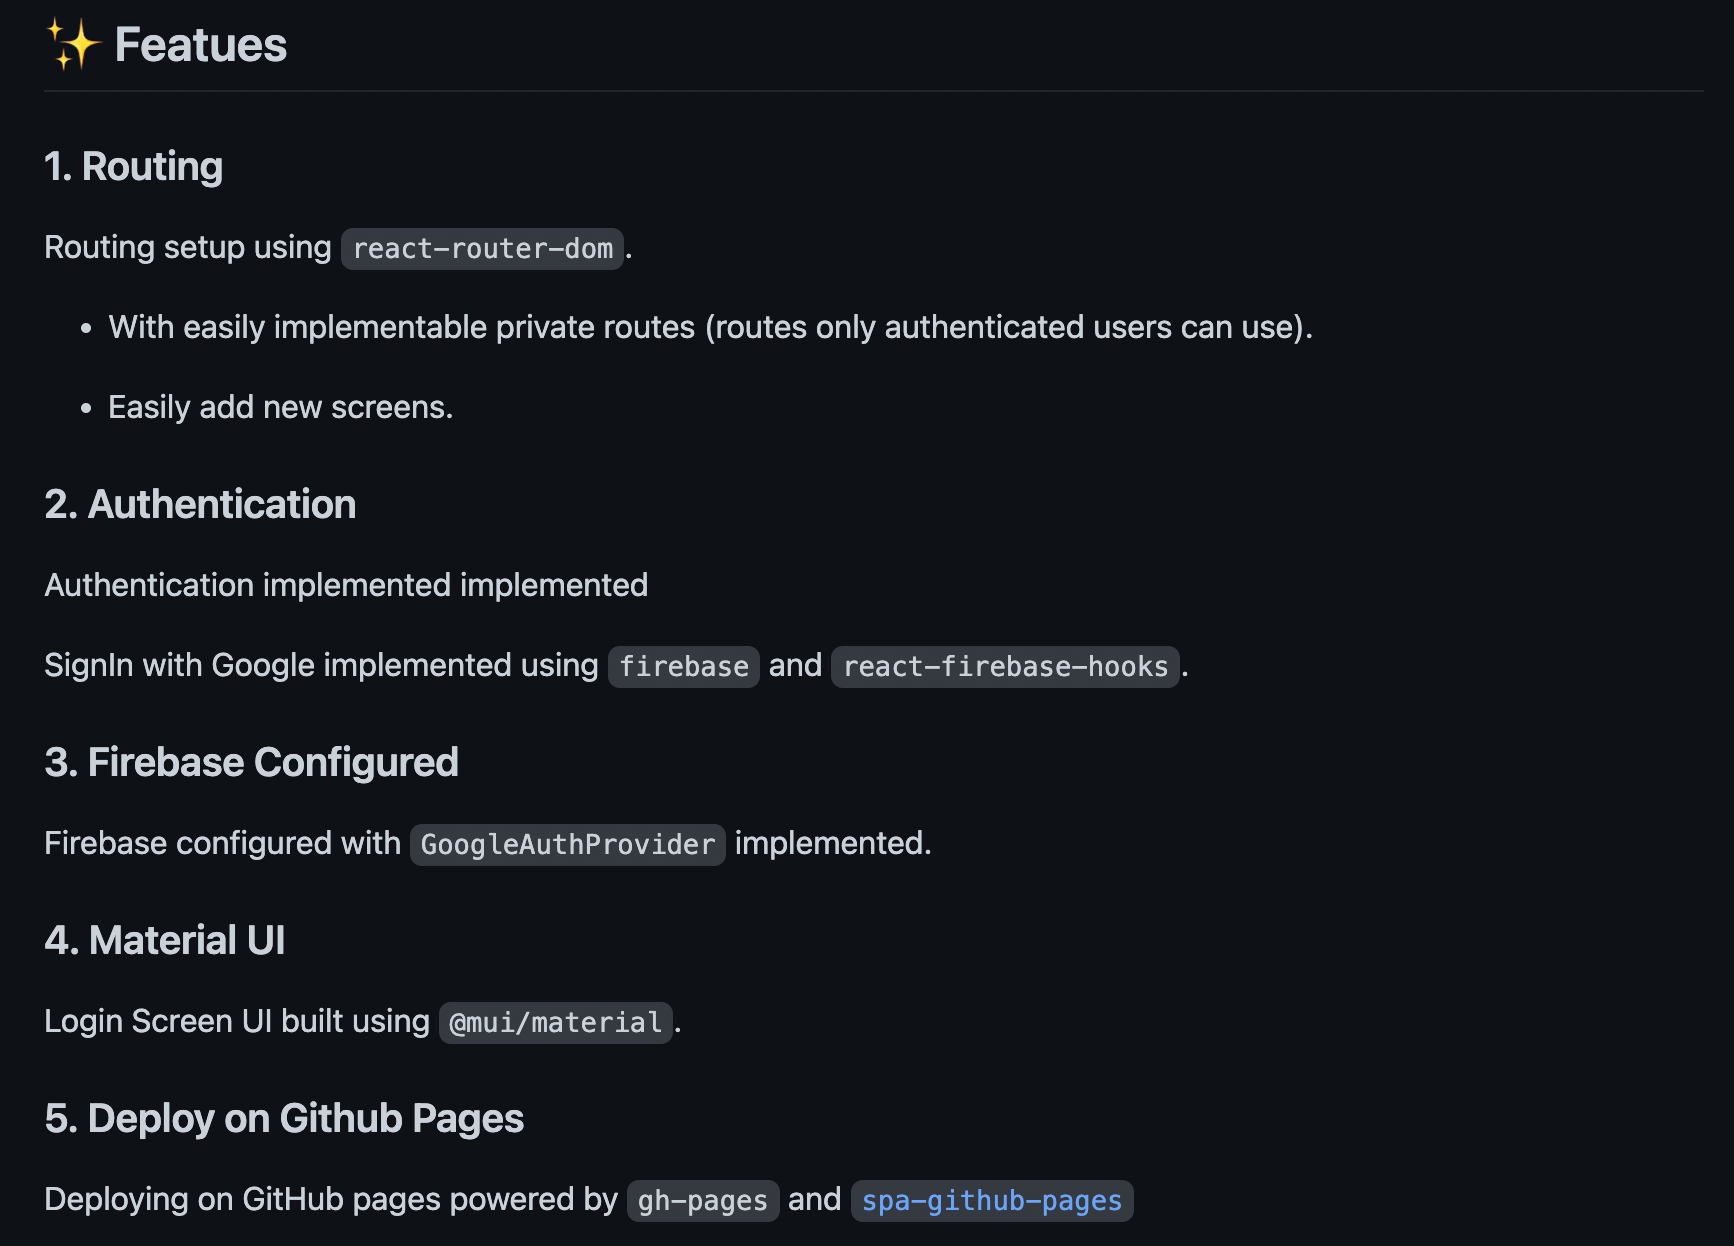 ✨ Featues
1. Routing
Routing setup using react-router-dom.
• With easily implementable private routes (routes only authenticated users can use).
• Easily add new screens.
2. Authentication
Authentication implemented implemented
SignIn with Google implemented using firebase and react-firebase-hooks.
3. Firebase Configured
Firebase configured with GoogleAuthProvider implemented.
4. Material UI
Login Screen UI built using @mui/material.
5. Deploy on Github Pages
Deploying on GitHub pages powered by gh-pages and spa-github-pages